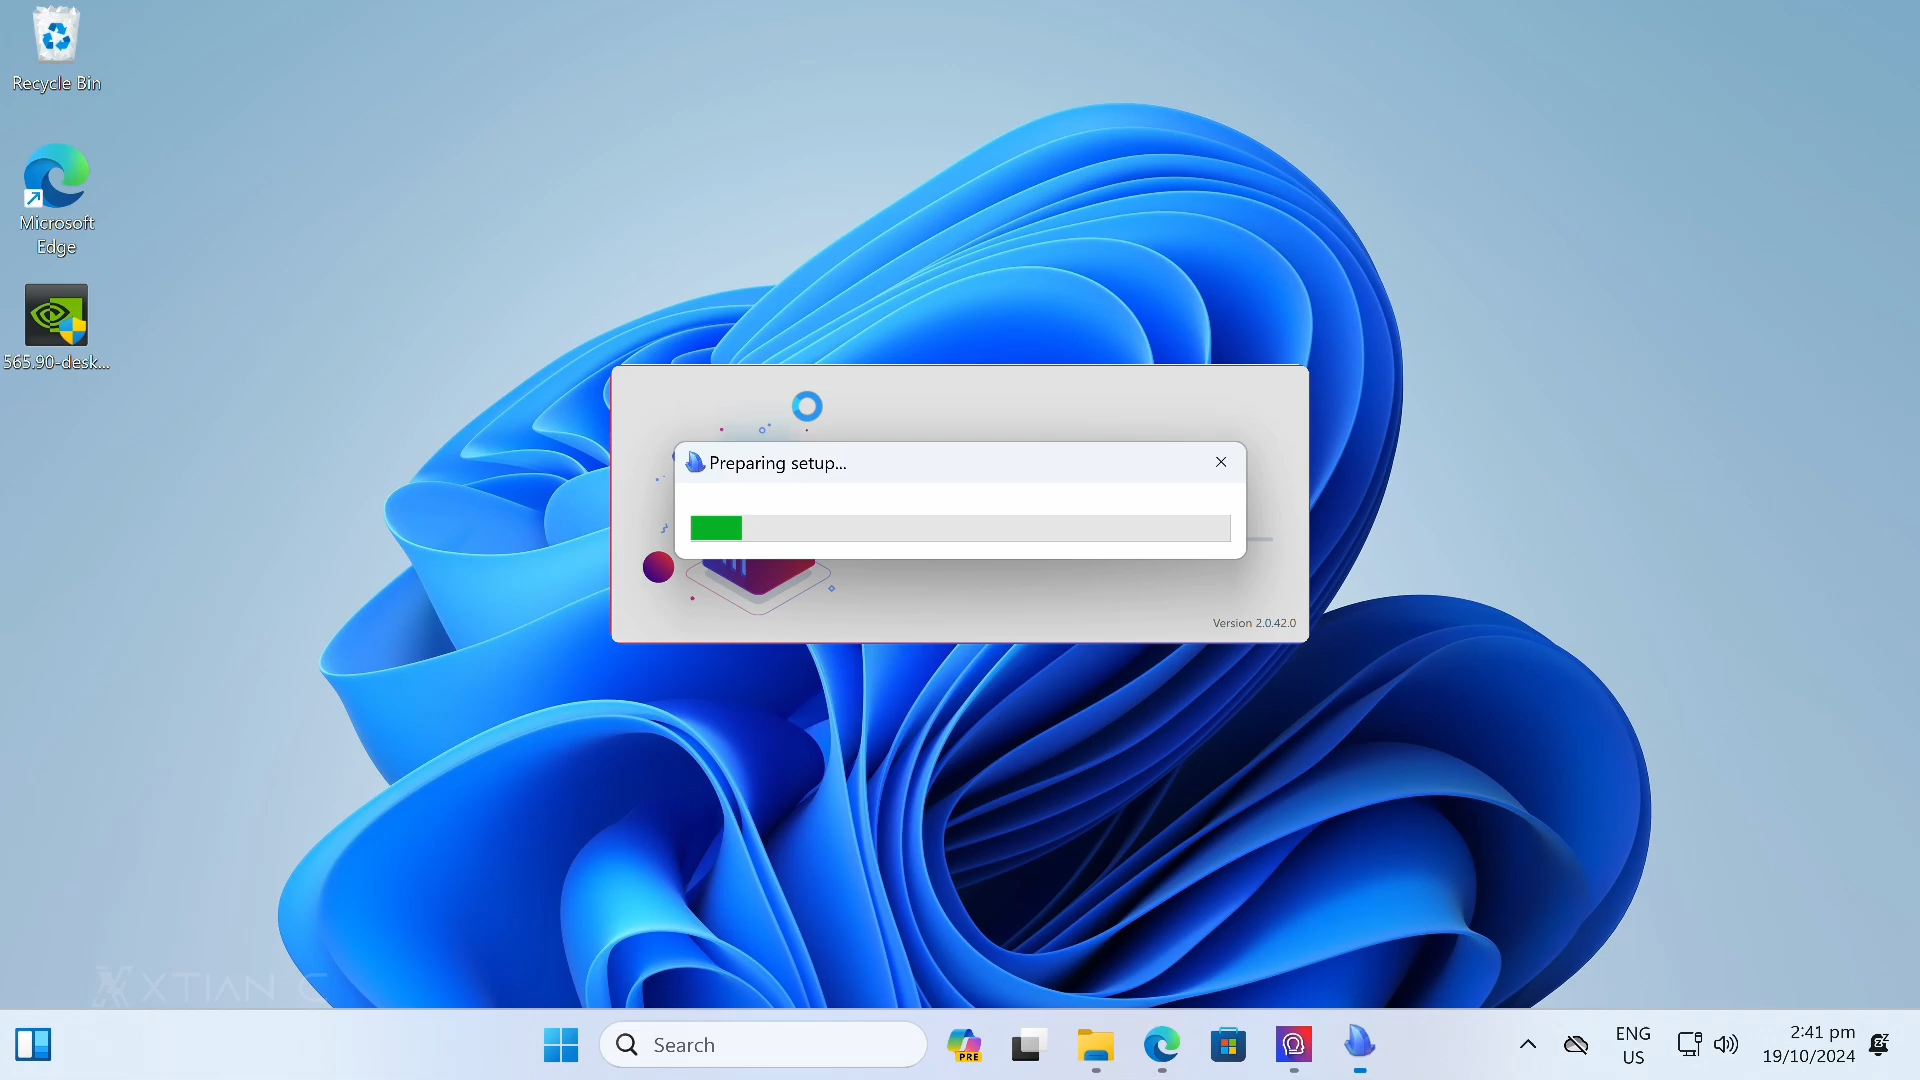 Recycle Bin
Microsoft
Edge
565.90-desk...
Preparing setup...
Version 2.0.42.0
XTIAN C
Search
PRE
ENG
US
2:41 pm
19/10/2024